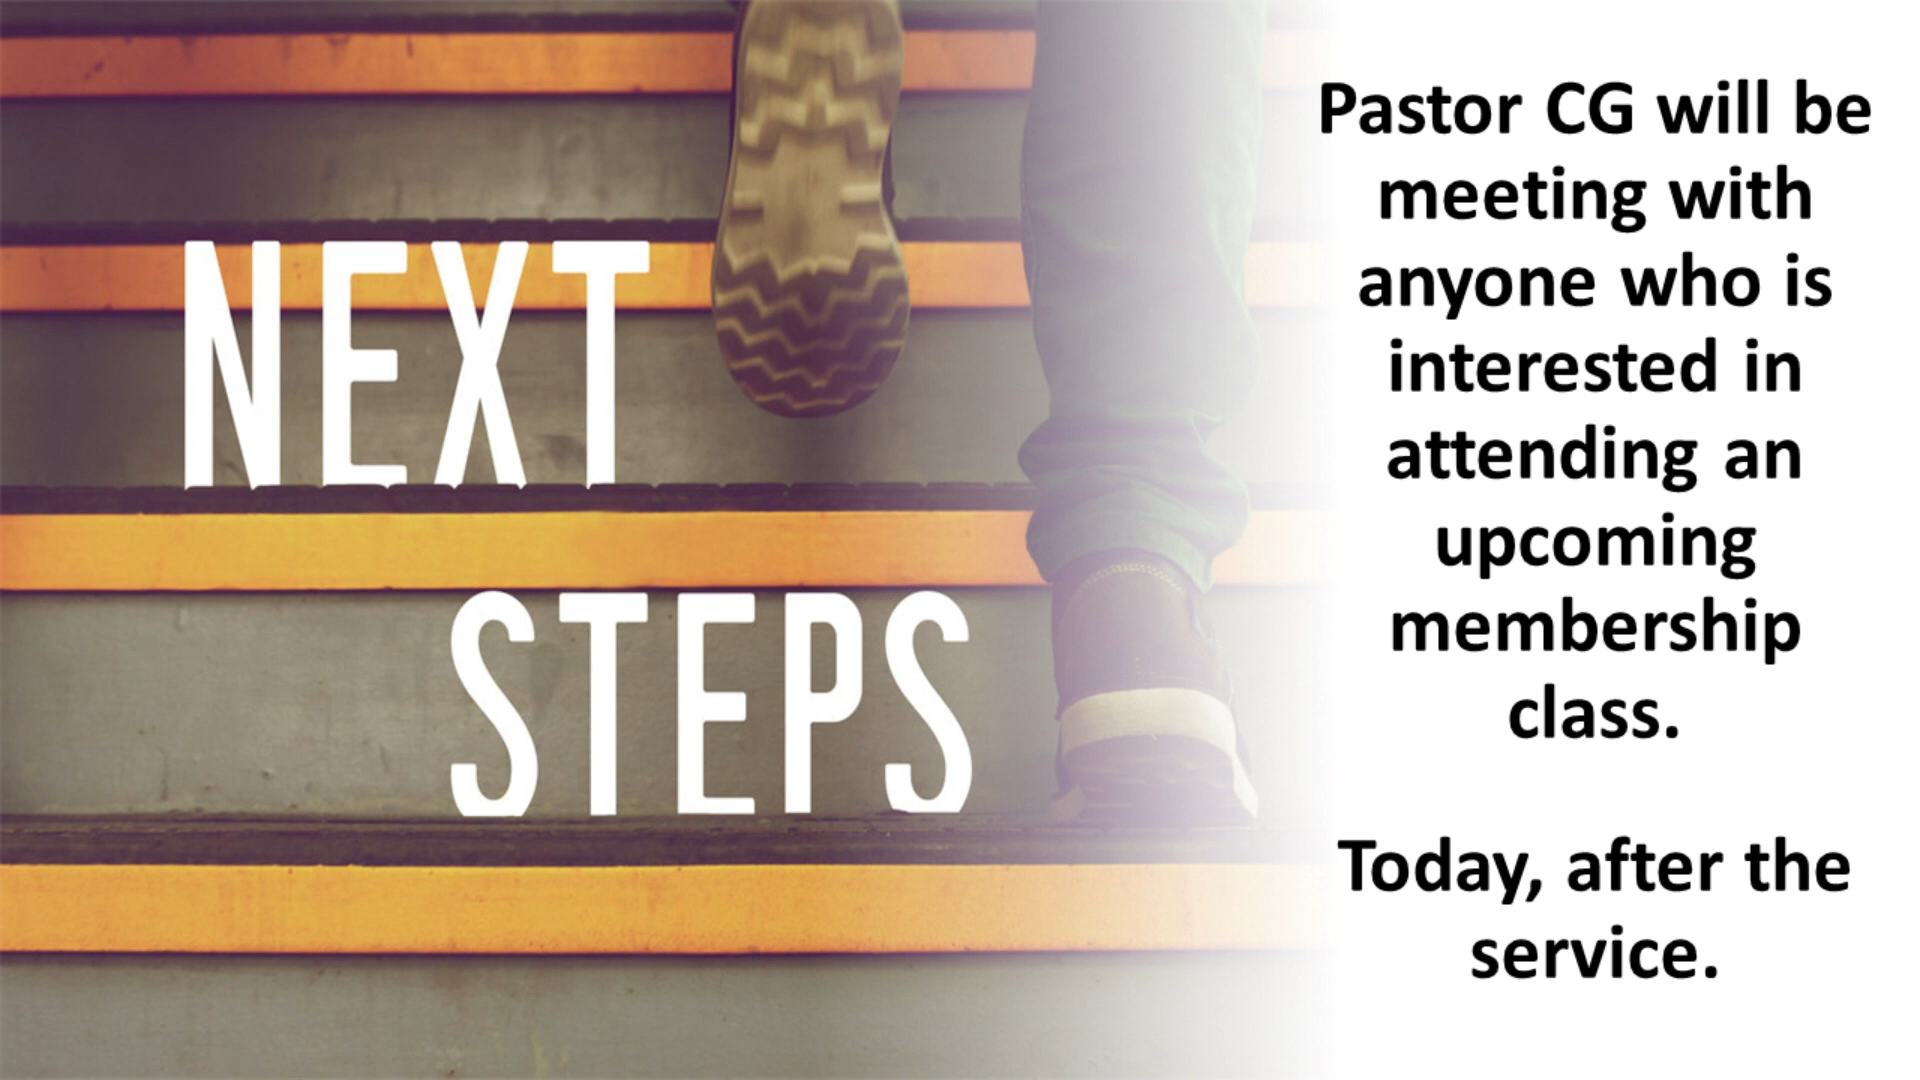 NEXT
STEPS
Pastor CG will be
meeting with
anyone who is
interested in
attending an
upcoming
membership
class.
Today, after the
service.